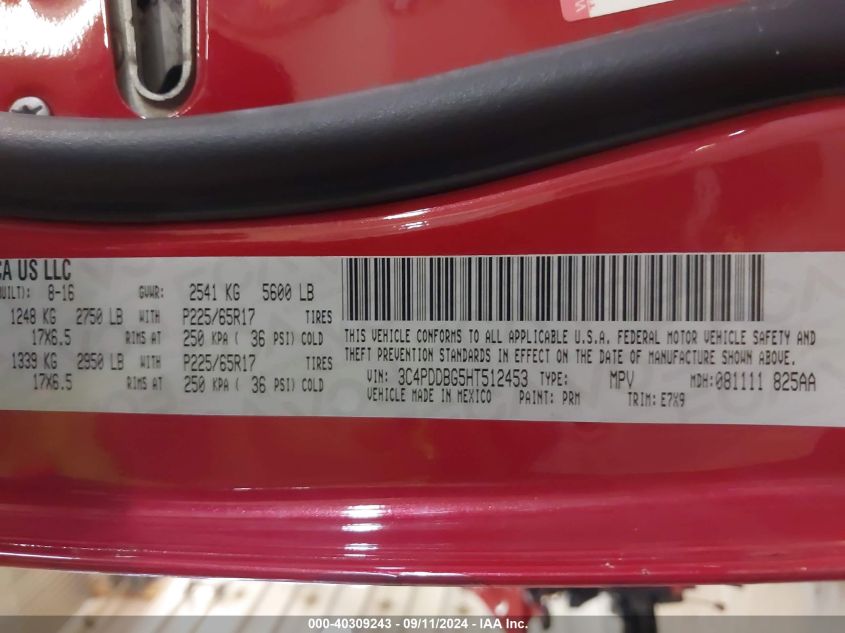 CA US LLC
UILT): 8-16 GVWR: 2541 KG 5600 LB
1248 KG 2750 LB WITH P225/65R17 TIRES
17X6.5 RIMS AT 250 KPA ( 36 PSI) COLD
1339 KG 2950 LB WITH P225/65R17 TIRES
17X6.5 RIMS AT 250 KPA ( 36 PSI) COLD
THIS VEHICLE CONFORMS TO ALL APPLICABLE U.S.A. FEDERAL MOTOR VEHICLE SAFETY AND
THEFT PREVENTION STANDARDS IN EFFECT ON THE DATE OF MANUFACTURE SHOWN ABOVE.
VIN: 3C4PDDBG5HT512453 TYPE: MPV MDH: 081111 825AA
VEHICLE MADE IN MEXICO PAINT: PRM TRIM: E7X9
000-40309243 - 09/11/2024 - IAA Inc.